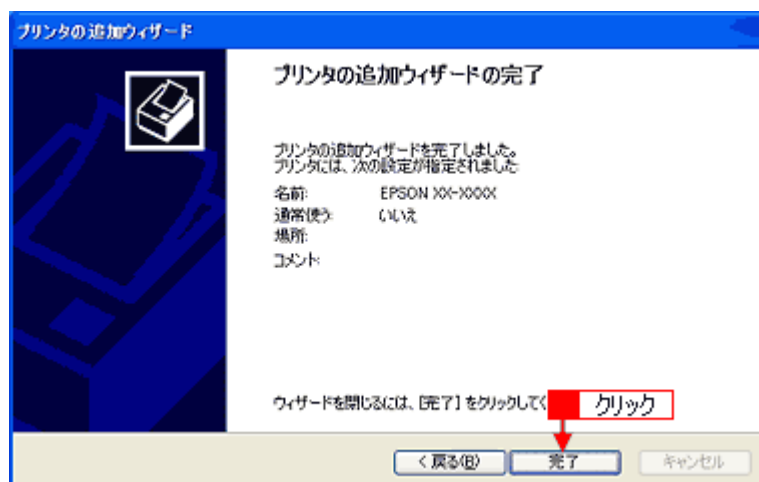 プリンタの追加ウィザード
プリンタの追加ウィザードの完了
プリンタの追加ウィザードを完了しました。
プリンタには、次の設定が指定されました:
名前: EPSON XX-XXXX
通常使う: いいえ
場所:
コメント:
ウィザードを閉じるには、[完了] をクリックしてく
クリック
< 戻る(B) 完了 キャンセル